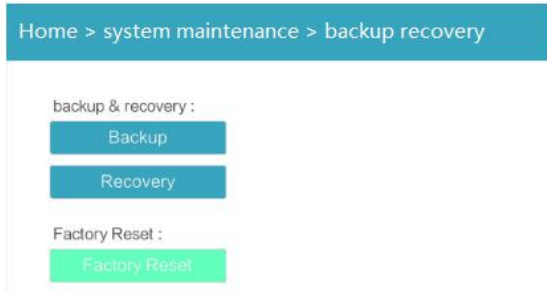 Home > system maintenance > backup recovery
backup & recovery :
Backup
Recovery
Factory Reset :
Factory Reset